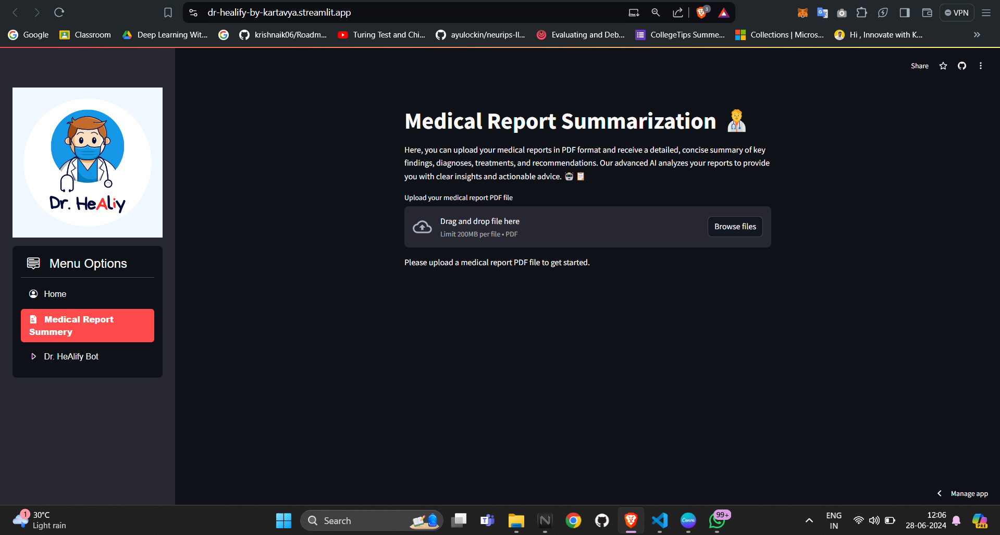 dr-healify-by-kartavya.streamlit.app
3
VPN
Google
Classroom
Deep Learning Wit...
krishnaik06/Roadm...
Turing Test and Chi...
ayulockin/neurips-ll...
Evaluating and Deb...
CollegeTips Summe...
Collections | Micros...
Hi , Innovate with K...
Share
Dr. HeAliy
Menu Options
Home
Medical Report
Summery
Dr. HeAlify Bot
Medical Report Summarization
Here, you can upload your medical reports in PDF format and receive a detailed, concise summary of key
findings, diagnoses, treatments, and recommendations. Our advanced AI analyzes your reports to provide
you with clear insights and actionable advice.
Upload your medical report PDF file
Drag and drop file here
Limit 200MB per file • PDF
Browse files
Please upload a medical report PDF file to get started.
Manage app
1
30°C
Light rain
Search
Canva
99+
ENG
IN
12:06
28-06-2024
PRE